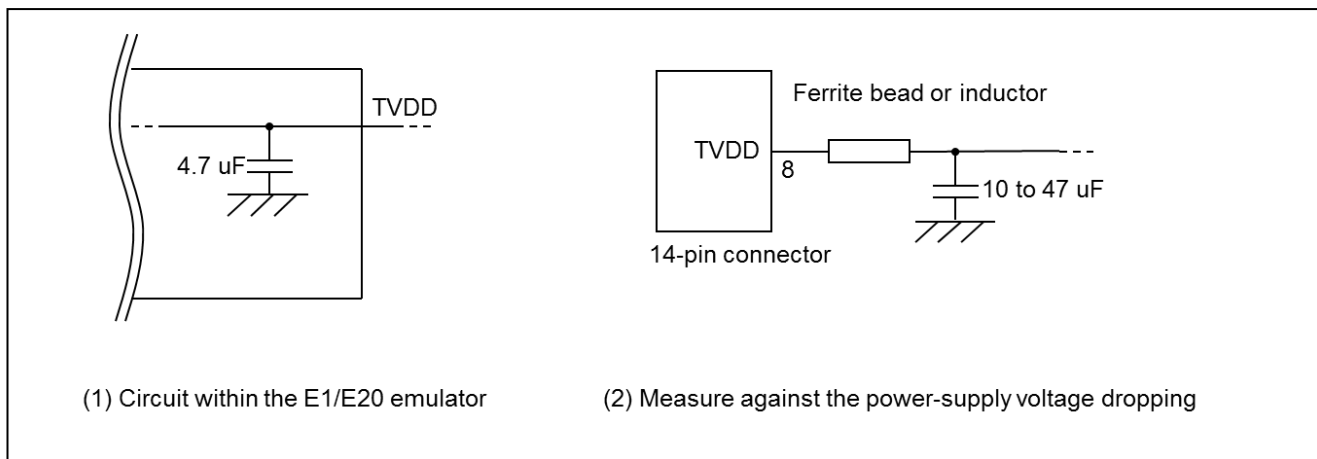 TVDD
4.7 uF
(1) Circuit within the E1/E20 emulator
Ferrite bead or inductor
TVDD
8
10 to 47 uF
14-pin connector
(2) Measure against the power-supply voltage dropping